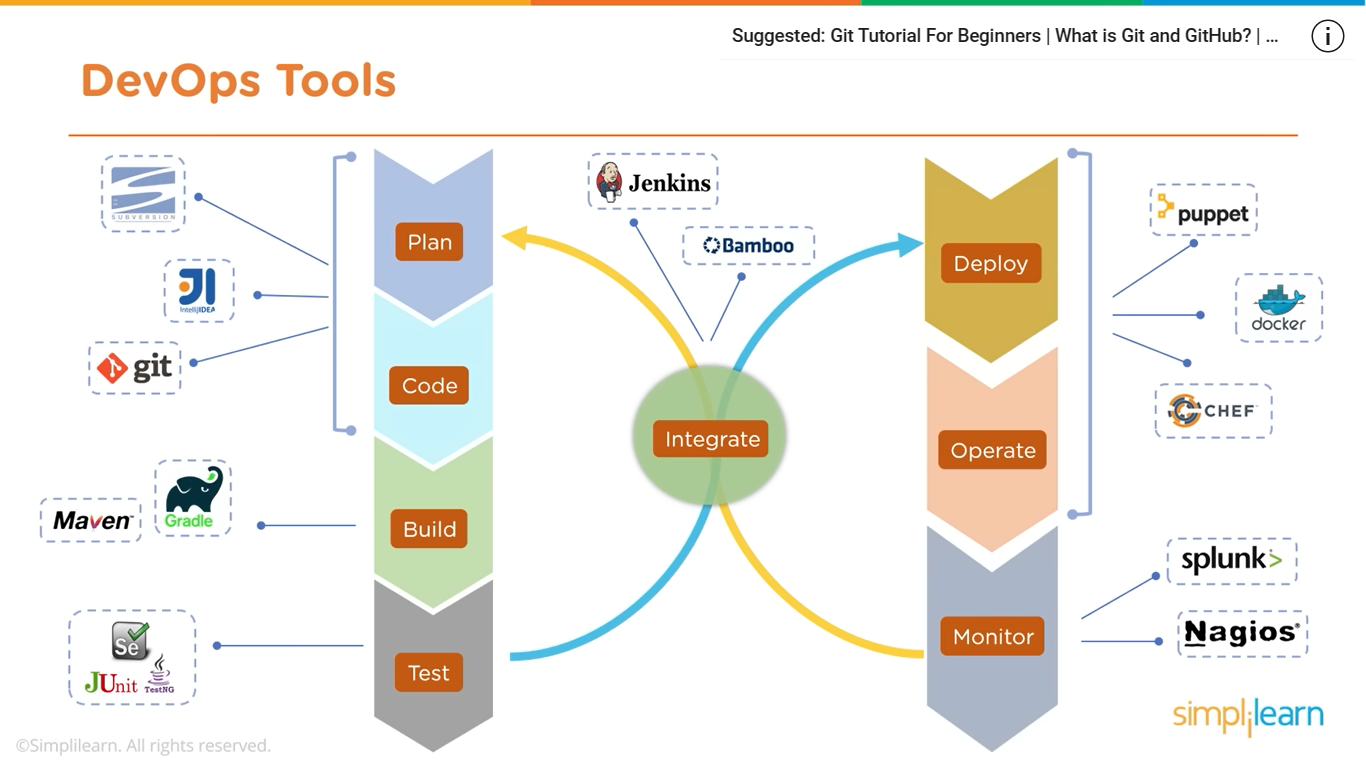 Suggested: Git Tutorial For Beginners | What is Git and GitHub? | ...
i
DevOps Tools
SUBVERSION
IntelliJIDEA
git
Maven
Gradle
Se
JUnit
TestNG
Plan
Code
Build
Test
Jenkins
Bamboo
Integrate
Deploy
Operate
Monitor
puppet
docker
CHEF
splunk>
Nagios®
simplilearn
©Simplilearn. All rights reserved.